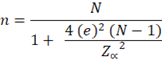 n = N / (1 + (4 (e)² (N − 1)) / Z∝²)